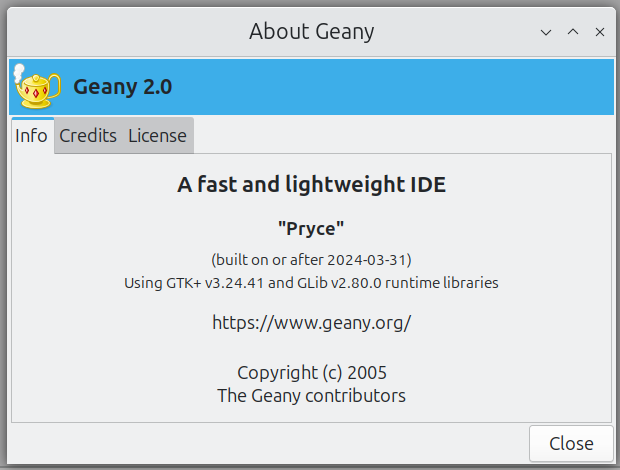 About Geany
Geany 2.0
Info Credits License
A fast and lightweight IDE
"Pryce"
(built on or after 2024-03-31)
Using GTK+ v3.24.41 and GLib v2.80.0 runtime libraries
https://www.geany.org/
Copyright (c) 2005
The Geany contributors
Close